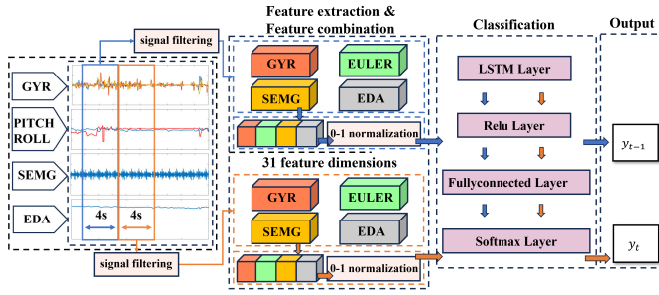 Feature extraction &
Feature combination
Classification
Output
signal filtering
GYR
PITCH
ROLL
SEMG
EDA
4s
4s
signal filtering
GYR
EULER
SEMG
EDA
0-1 normalization
31 feature dimensions
GYR
EULER
SEMG
EDA
0-1 normalization
LSTM Layer
Relu Layer
Fullyconnected Layer
Softmax Layer
y_{t-1}
y_t